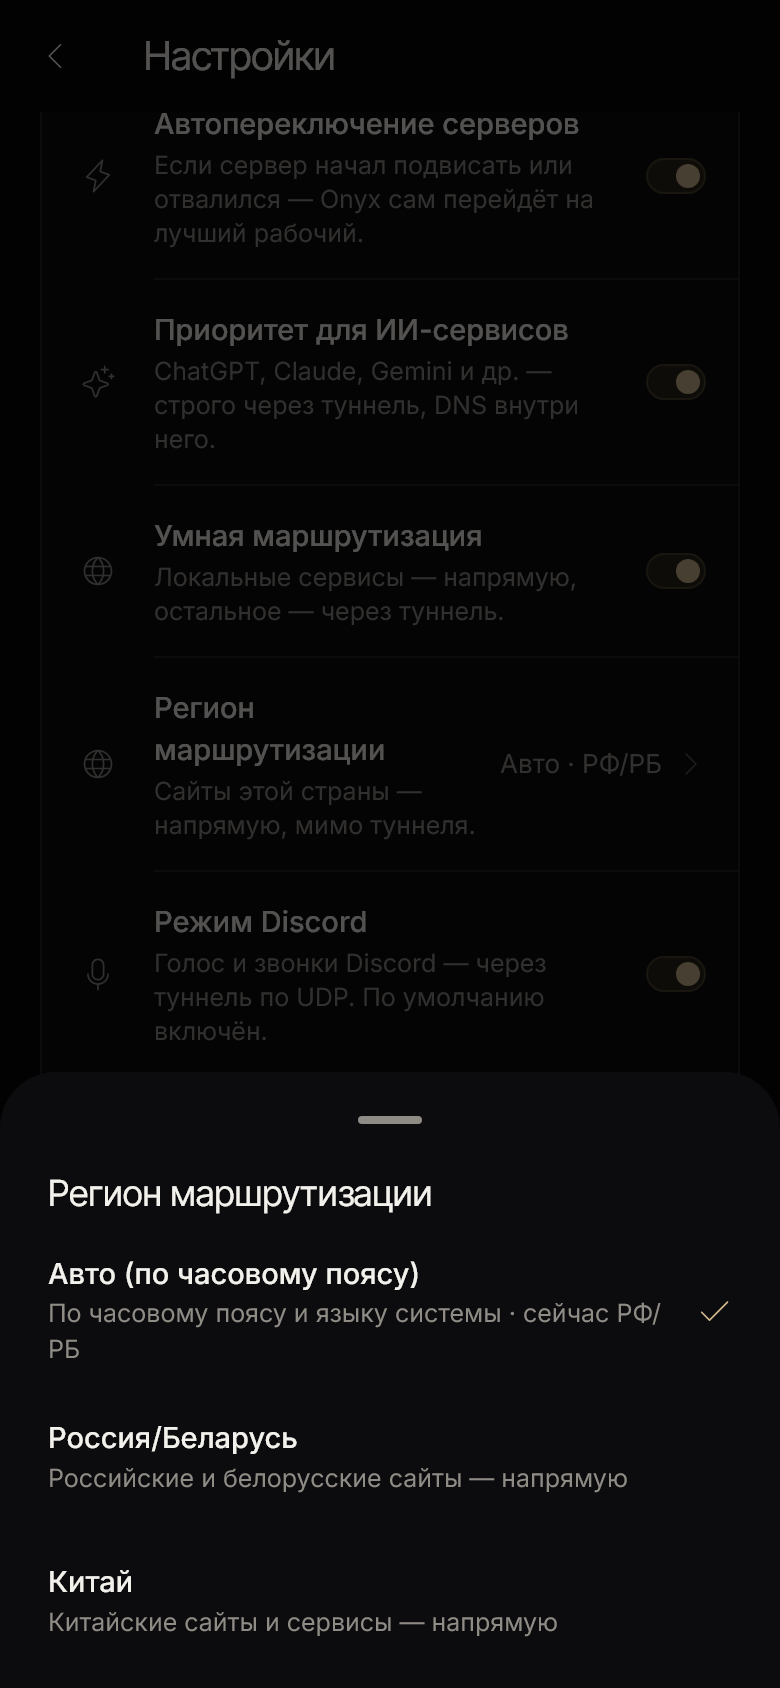 Настройки
Автопереключение серверов
Если сервер начал подвисать или
отвалился — Onyx сам перейдёт на
лучший рабочий.
Приоритет для ИИ-сервисов
ChatGPT, Claude, Gemini и др. —
строго через туннель, DNS внутри
него.
Умная маршрутизация
Локальные сервисы — напрямую,
остальное — через туннель.
Регион
маршрутизации
Сайты этой страны —
напрямую, мимо туннеля.
Авто · РФ/РБ
Режим Discord
Голос и звонки Discord — через
туннель по UDP. По умолчанию
включён.
Регион маршрутизации
Авто (по часовому поясу)
По часовому поясу и языку системы · сейчас РФ/
РБ
Россия/Беларусь
Российские и белорусские сайты — напрямую
Китай
Китайские сайты и сервисы — напрямую